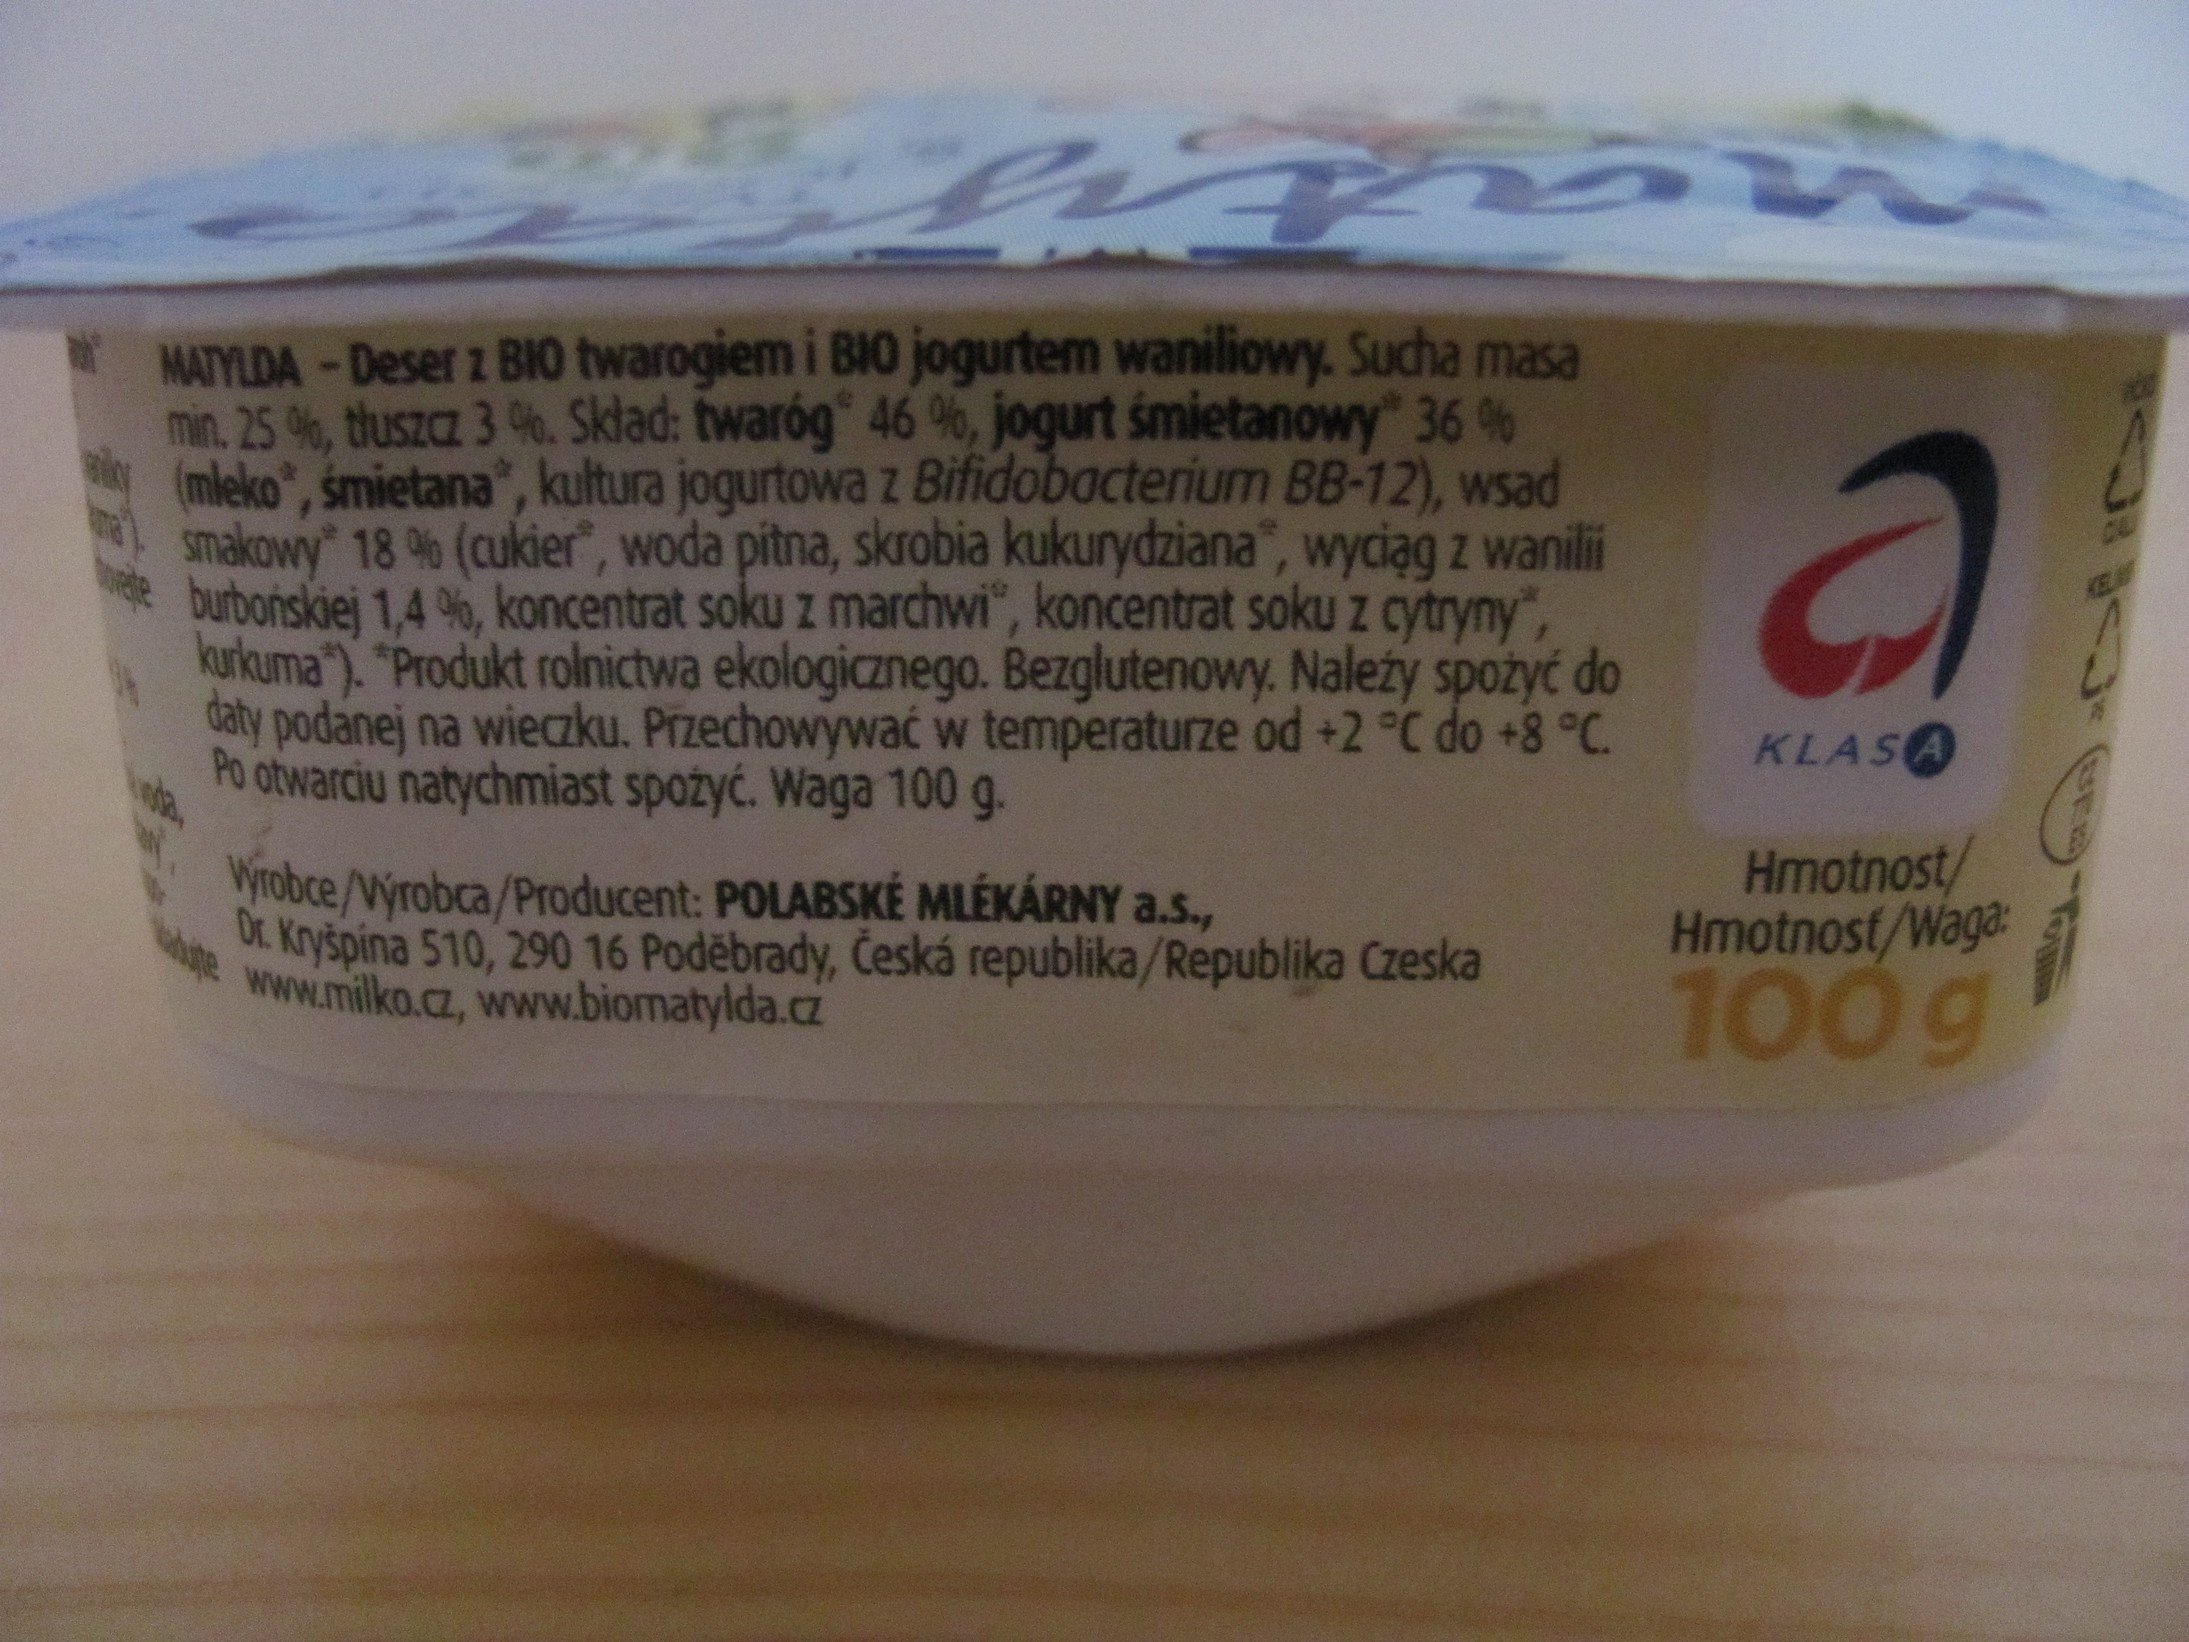 matylda
MATYLDA – Deser z BIO twarogiem i BIO jogurtem waniliowy. Sucha masa
min. 25 %, tłuszcz 3 %. Skład: twaróg* 46 %, jogurt śmietanowy* 36 %
(mleko*, śmietana*, kultura jogurtowa z Bifidobacterium BB-12), wsad
smakowy* 18 % (cukier*, woda pitna, skrobia kukurydziana*, wyciąg z wanilii
burbońskiej 1,4 %, koncentrat soku z marchwi*, koncentrat soku z cytryny*,
kurkuma*). *Produkt rolnictwa ekologicznego. Bezglutenowy. Należy spożyć do
daty podanej na wieczku. Przechowywać w temperaturze od +2 °C do +8 °C.
Po otwarciu natychmiast spożyć. Waga 100 g.
Výrobce/Výrobca/Producent: POLABSKÉ MLÉKÁRNY a.s.,
Dr. Kryšpína 510, 290 16 Poděbrady, Česká republika/Republika Czeska
www.milko.cz, www.biomatylda.cz
KLASA
Hmotnost/
Hmotnosť/Waga:
100 g